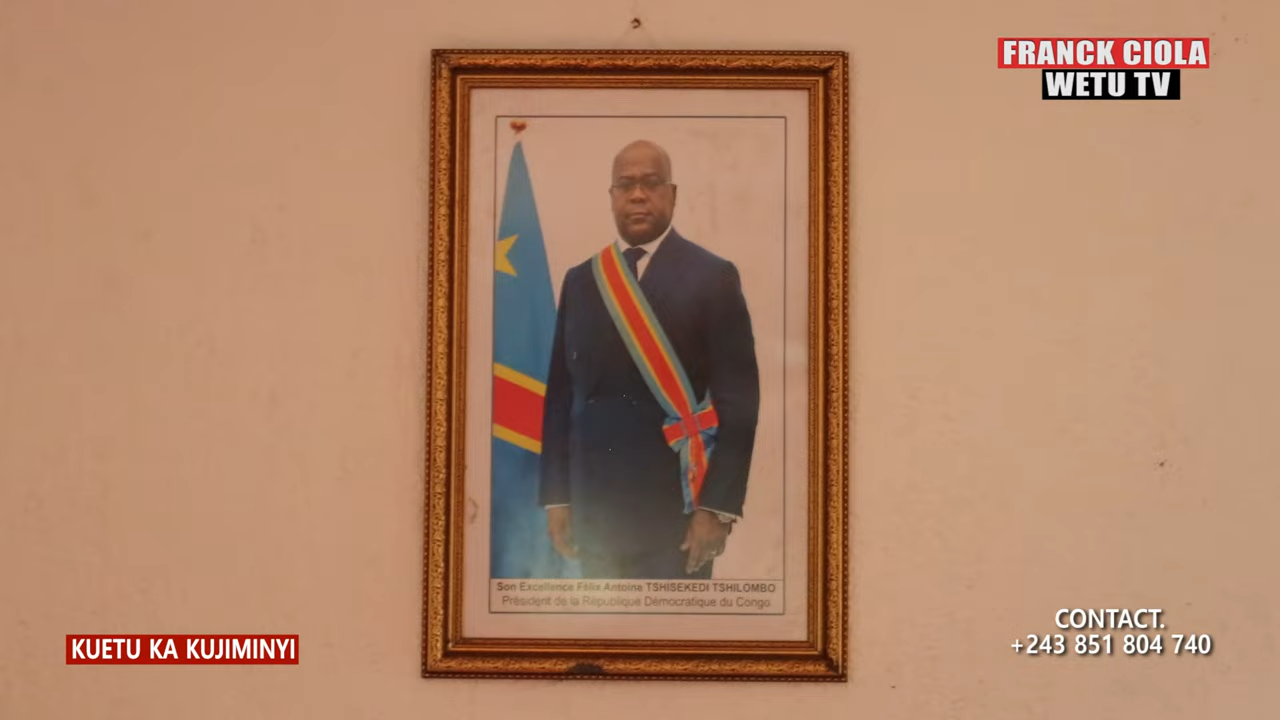 FRANCK CIOLA
WETU TV
Son Excellence Félix Antoine TSHISEKEDI TSHILOMBO
Président de la République Démocratique du Congo
KUETU KA KUJIMINYI
CONTACT.
+243 851 804 740